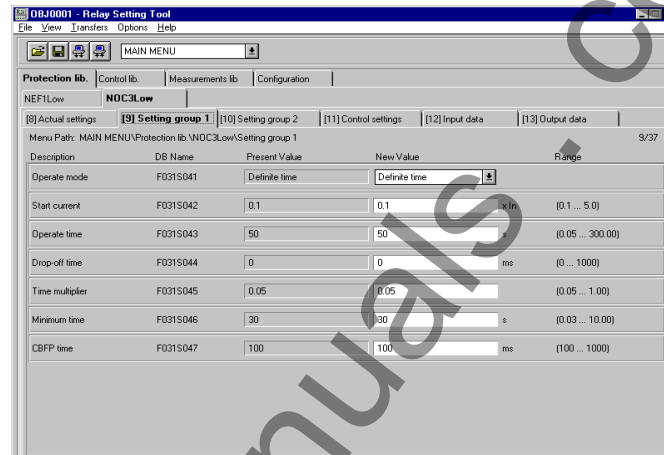 OBJ0001 - Relay Setting Tool
File View Transfers Options Help
MAIN MENU
Protection lib. Control lib. Measurements lib Configuration
NEF1Low NOC3Low
[8] Actual settings [9] Setting group 1 [10] Setting group 2 [11] Control settings [12] Input data [13] Output data
Menu Path: MAIN MENU\Protection lib.\NOC3Low\Setting group 1 9/37
Description DB Name Present Value New Value Range
Operate mode F031S041 Definite time Definite time
Start current F031S042 0.1 0.1 x In (0.1 ... 5.0)
Operate time F031S043 50 50 s (0.05 ... 300.00)
Drop-off time F031S044 0 0 ms (0 ... 1000)
Time multiplier F031S045 0.05 0.05 (0.05 ... 1.00)
Minimum time F031S046 30 30 s (0.03 ... 10.00)
CBFP time F031S047 100 100 ms (100 ... 1000)
nuals . co